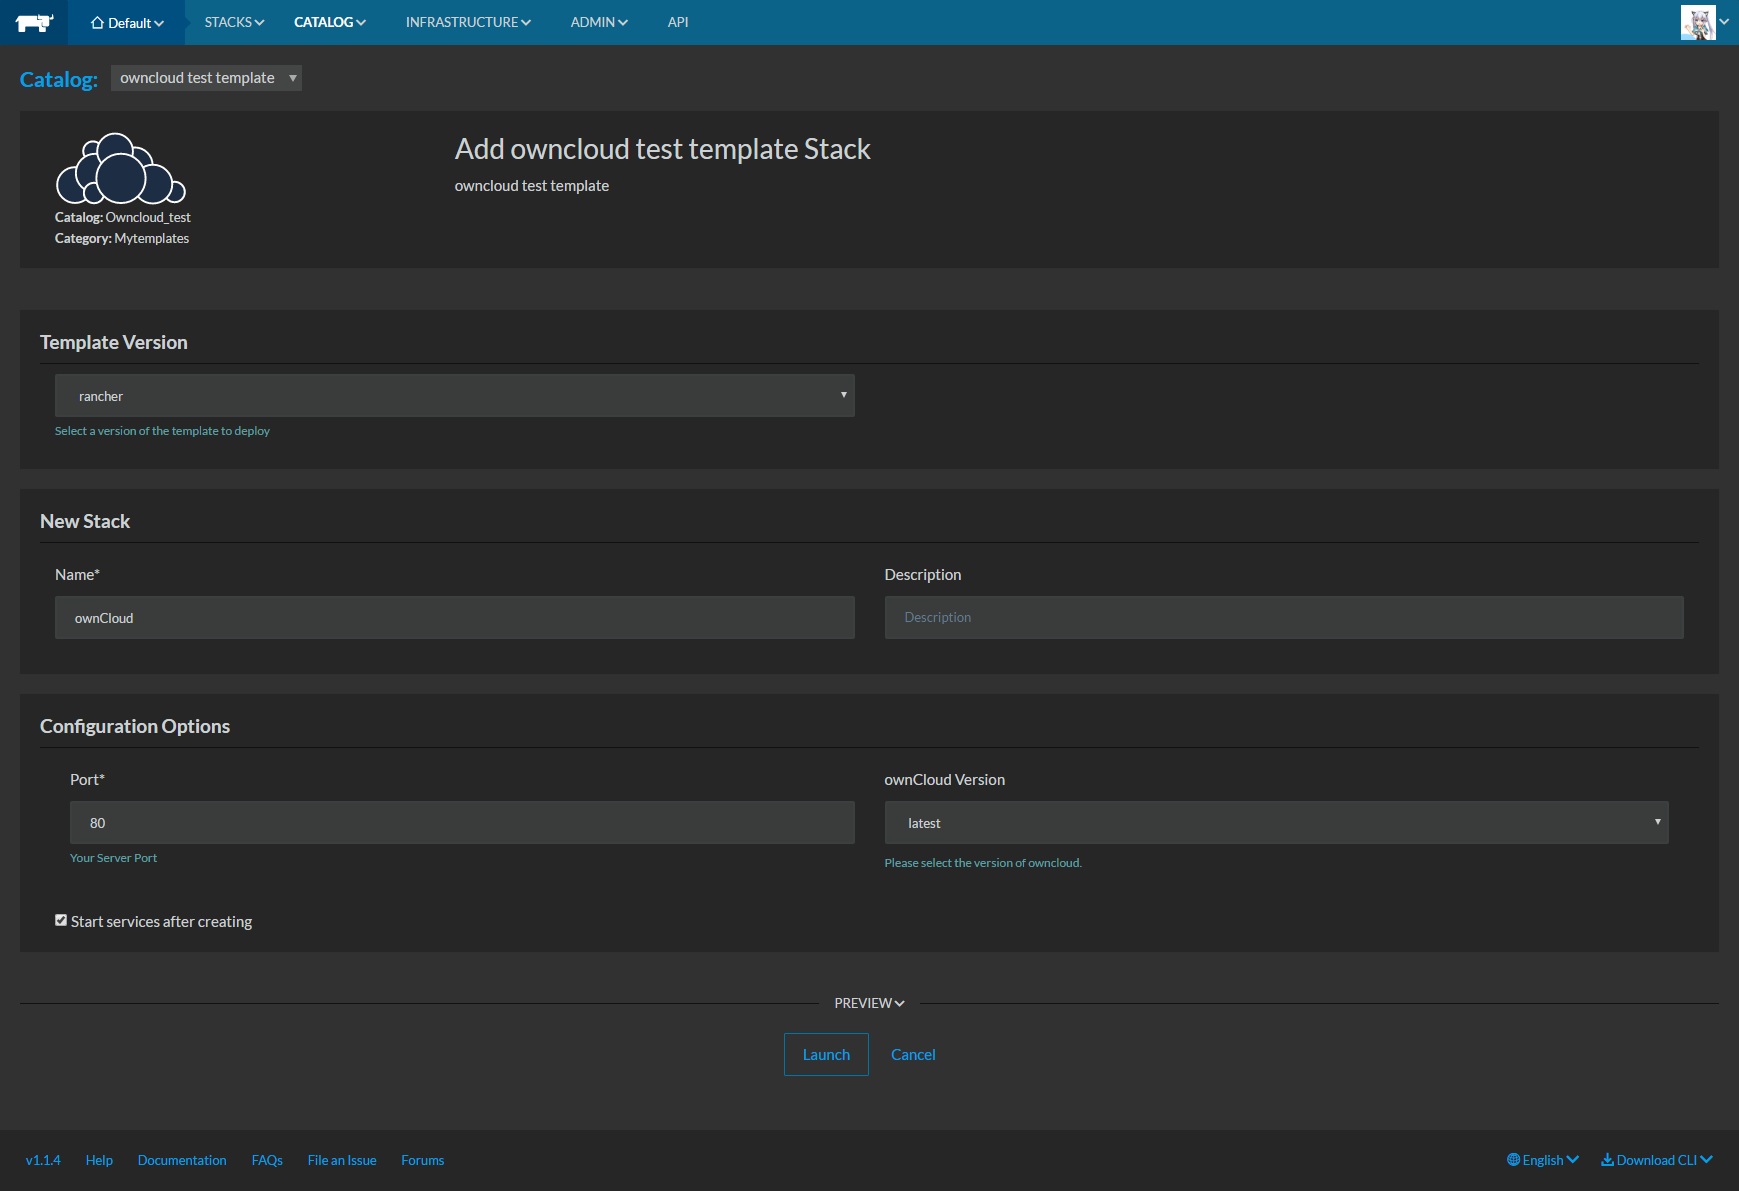 Default STACKS CATALOG INFRASTRUCTURE ADMIN API
Catalog: owncloud test template
Add owncloud test template Stack
owncloud test template
Catalog: Owncloud_test
Category: Mytemplates
Template Version
rancher
Select a version of the template to deploy
New Stack
Name* Description
ownCloud Description
Configuration Options
Port* ownCloud Version
80 latest
Your Server Port Please select the version of owncloud.
Start services after creating
PREVIEW
Launch Cancel
v1.1.4 Help Documentation FAQs File an Issue Forums English Download CLI